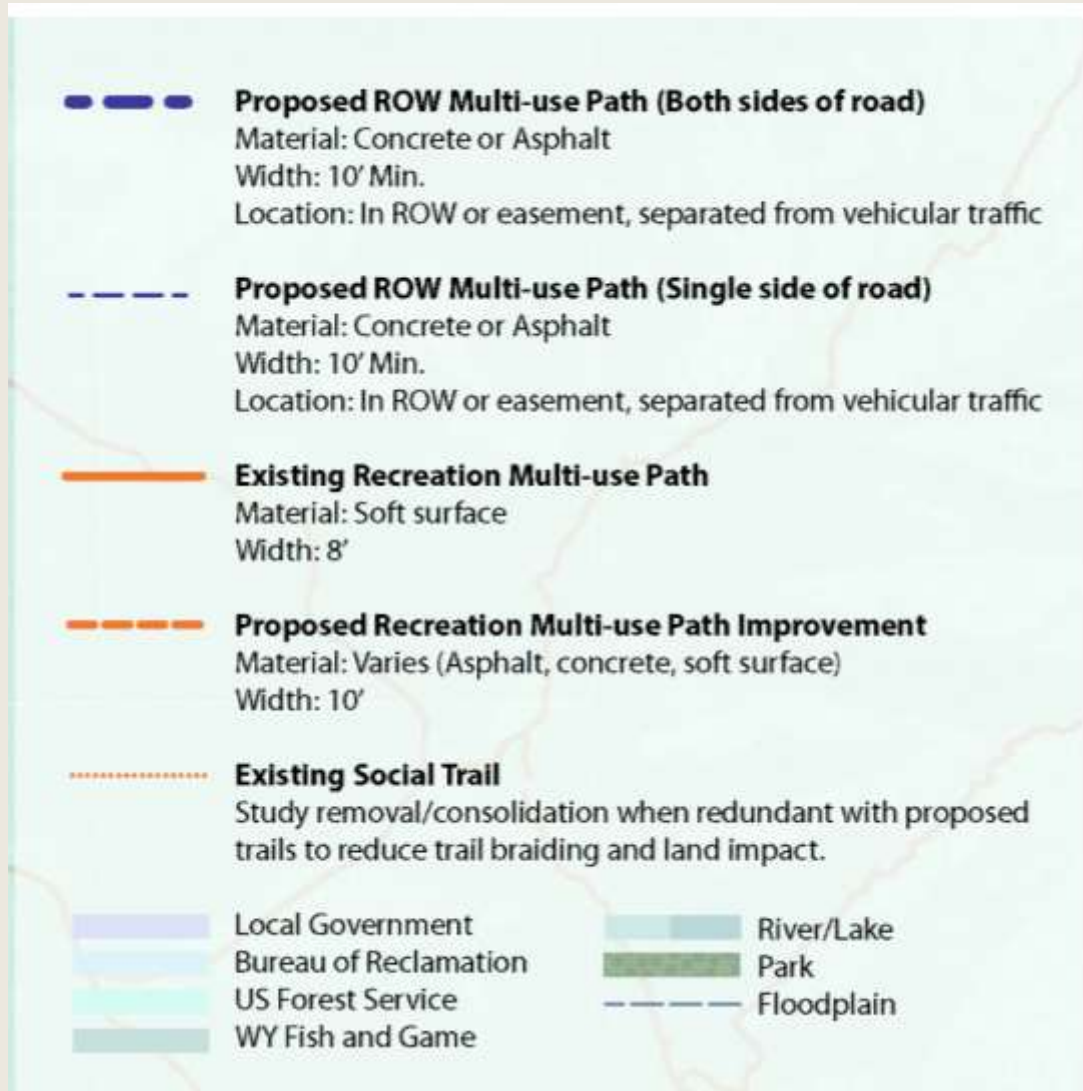 Proposed ROW Multi-use Path (Both sides of road)
Material: Concrete or Asphalt
Width: 10' Min.
Location: In ROW or easement, separated from vehicular traffic
Proposed ROW Multi-use Path (Single side of road)
Material: Concrete or Asphalt
Width: 10' Min.
Location: In ROW or easement, separated from vehicular traffic
Existing Recreation Multi-use Path
Material: Soft surface
Width: 8'
Proposed Recreation Multi-use Path Improvement
Material: Varies (Asphalt, concrete, soft surface)
Width: 10'
Existing Social Trail
Study removal/consolidation when redundant with proposed
trails to reduce trail braiding and land impact.
Local Government
Bureau of Reclamation
US Forest Service
WY Fish and Game
River/Lake
Park
Floodplain